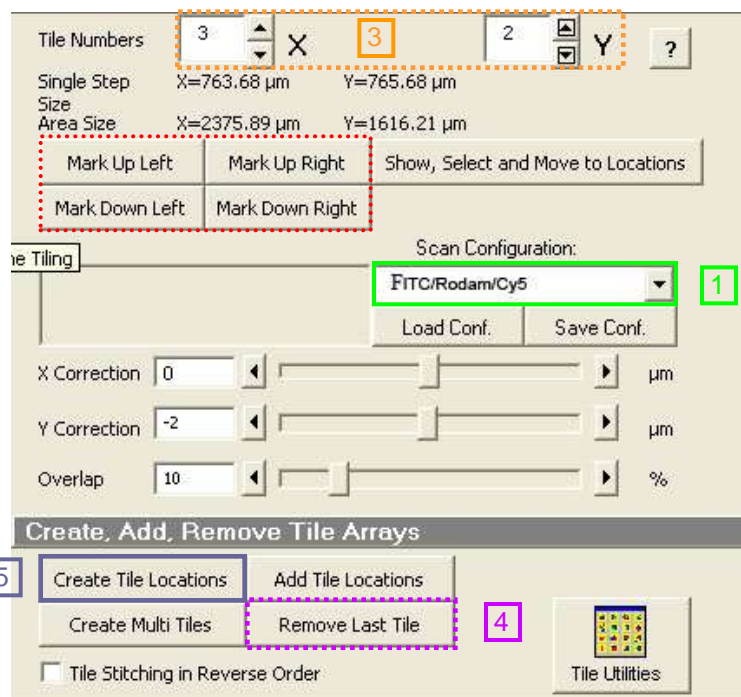 Tile Numbers 3 X 3 2 Y ?
Single Step Size X=763.68 µm Y=765.68 µm
Area Size X=2375.89 µm Y=1616.21 µm
Mark Up Left Mark Up Right Show, Select and Move to Locations
Mark Down Left Mark Down Right
Scan Configuration:
ne Tiling
FITC/Rodam/Cy5 1
Load Conf. Save Conf.
X Correction 0 µm
Y Correction -2 µm
Overlap 10 %
Create, Add, Remove Tile Arrays
5 Create Tile Locations Add Tile Locations
Create Multi Tiles Remove Last Tile 4
Tile Stitching in Reverse Order Tile Utilities